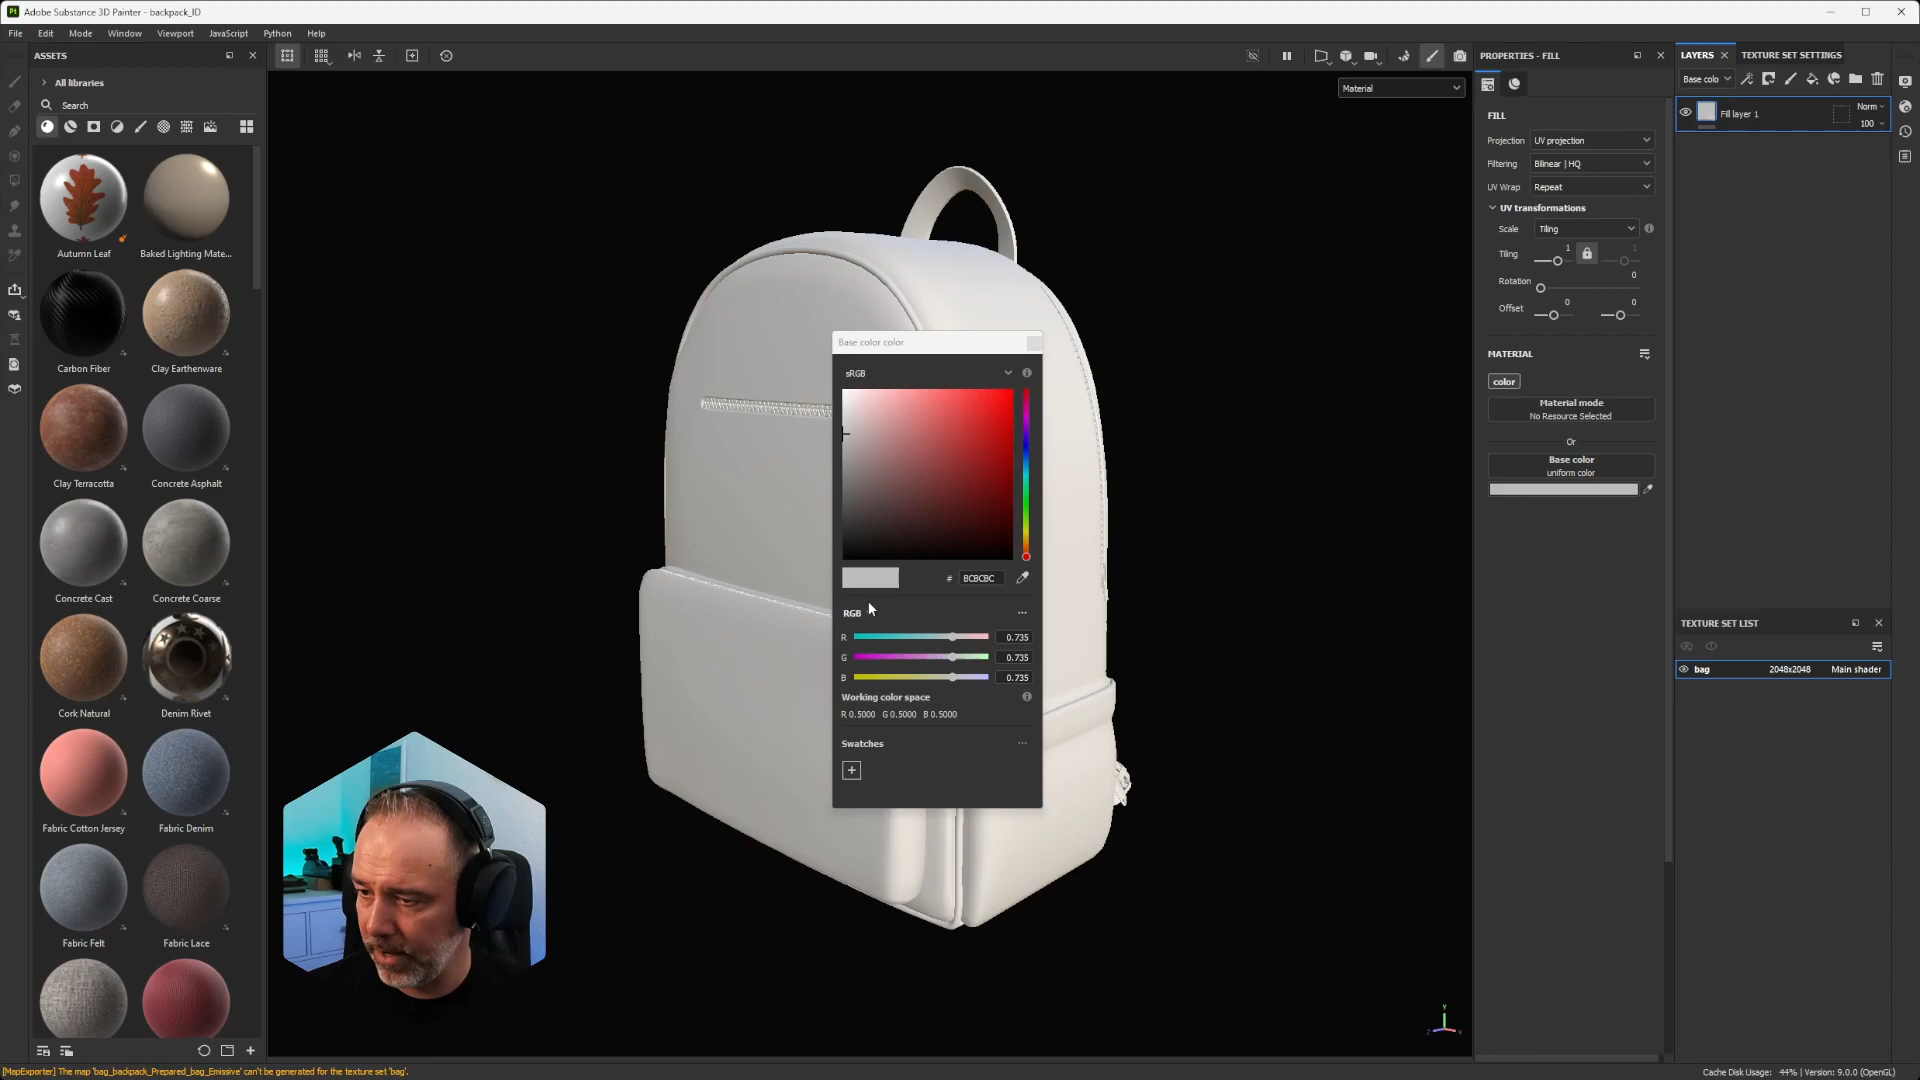 Adobe Substance 3D Painter - backpack_ID
File Edit Mode Window Viewport JavaScript Python Help
ASSETS
All libraries
Search
Autumn Leaf
Baked Lighting Mate...
Carbon Fiber
Clay Earthenware
Clay Terracotta
Concrete Asphalt
Concrete Cast
Concrete Coarse
Cork Natural
Denim Rivet
Fabric Cotton Jersey
Fabric Denim
Fabric Felt
Fabric Lace
Material
Base color color
sRGB
# BCBCBC
RGB
R 0.735
G 0.735
B 0.735
Working color space
R 0.5000 G 0.5000 B 0.5000
Swatches
PROPERTIES - FILL
FILL
Projection UV projection
Filtering Bilinear | HQ
UV Wrap Repeat
UV transformations
Scale Tiling
Tiling 1 1
Rotation 0
Offset 0 0
MATERIAL
color
Material mode
No Resource Selected
Or
Base color
uniform color
LAYERS TEXTURE SET SETTINGS
Base colo
Fill layer 1
Norm
100
TEXTURE SET LIST
bag 2048x2048 Main shader
[MapExporter] The map 'bag_backpack_Prepared_bag_Emissive' can't be generated for the texture set 'bag'.
Cache Disk Usage: 44% | Version: 9.0.0 (OpenGL)